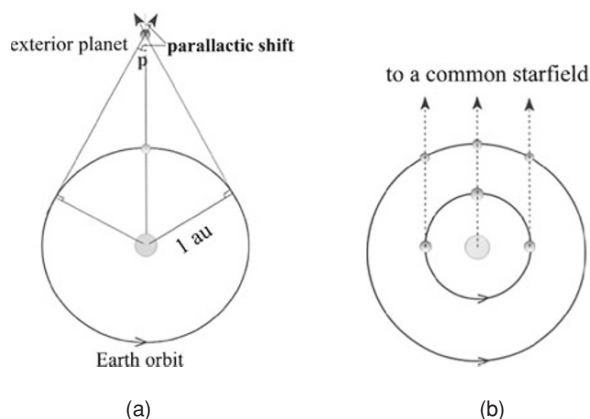 exterior planet
parallactic shift
p
1 au
Earth orbit
(a)
to a common starfield
(b)